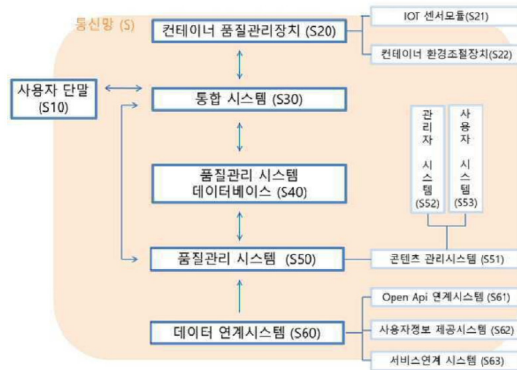 통신망 (S)
컨테이너 품질관리장치 (S20)
IOT 센서모듈(S21)
컨테이너 환경조절장치(S22)
사용자 단말
(S10)
통합 시스템 (S30)
품질관리 시스템
데이터베이스 (S40)
관리자 시스템
(S52)
사용자 시스템
(S53)
품질관리 시스템 (S50)
콘텐츠 관리시스템(S51)
데이터 연계시스템 (S60)
Open Api 연계시스템(S61)
사용자정보 제공시스템(S62)
서비스연계 시스템(S63)